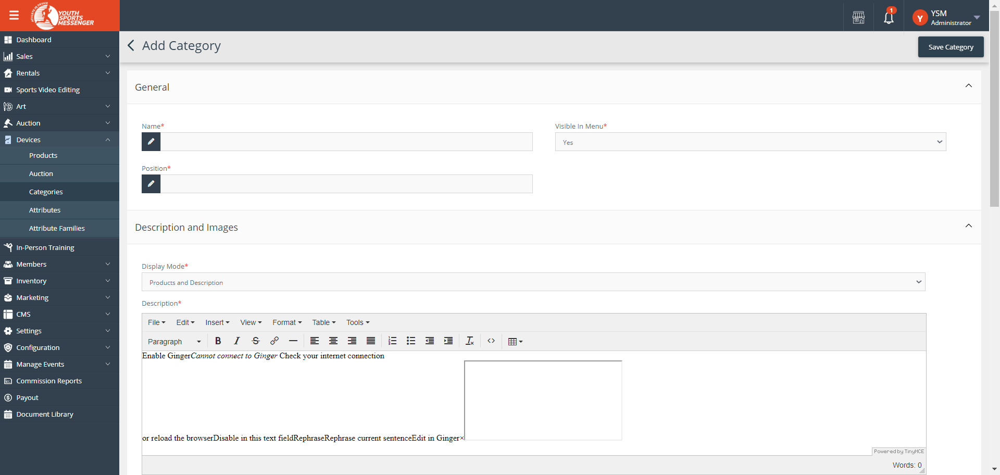 ATHLETE IQ DEVICE
YOUTH
SPORTS
MESSENGER
1
Y
YSM
Administrator
Dashboard
Sales
Rentals
Sports Video Editing
Art
Auction
Devices
Products
Auction
Categories
Attributes
Attribute Families
In-Person Training
Members
Inventory
Marketing
CMS
Settings
Configuration
Manage Events
Commission Reports
Payout
Document Library
Add Category
Save Category
General
Name*
Visible In Menu*
Yes
Position*
Description and Images
Display Mode*
Products and Description
Description*
File Edit Insert View Format Table Tools
Paragraph
Enable GingerCannot connect to Ginger Check your internet connection
or reload the browserDisable in this text fieldRephraseRephrase current sentenceEdit in Ginger×
Powered by TinyMCE
Words: 0